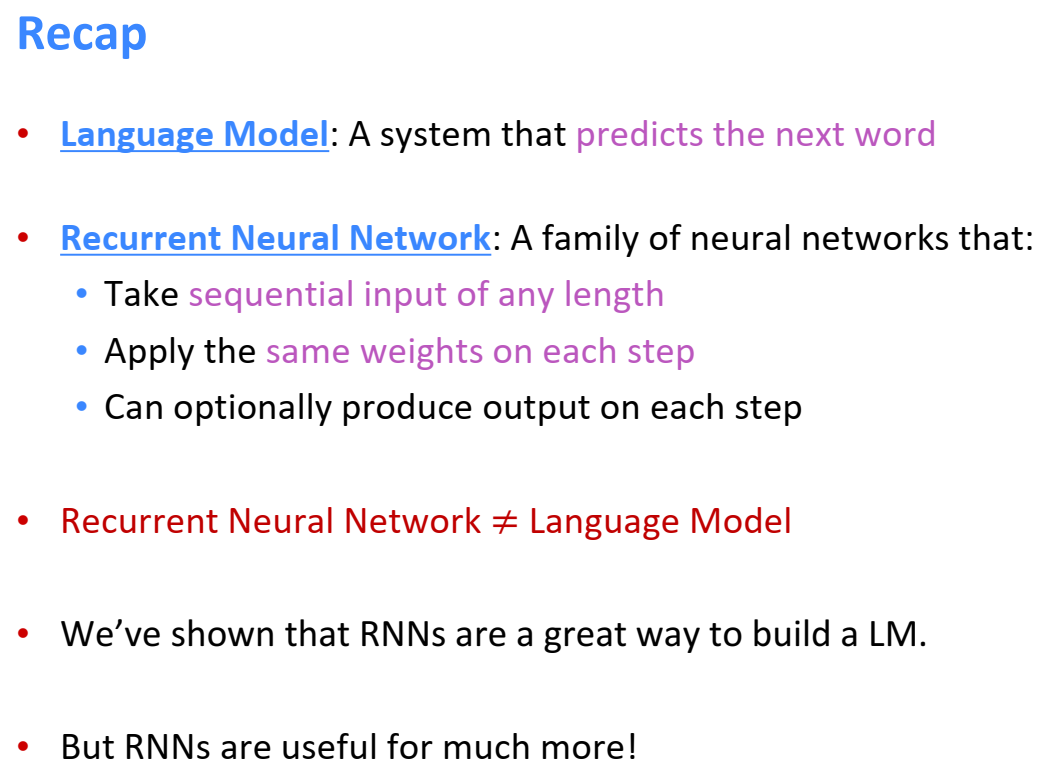 Recap
• Language Model: A system that predicts the next word
• Recurrent Neural Network: A family of neural networks that:
• Take sequential input of any length
• Apply the same weights on each step
• Can optionally produce output on each step
• Recurrent Neural Network ≠ Language Model
• We’ve shown that RNNs are a great way to build a LM.
• But RNNs are useful for much more!